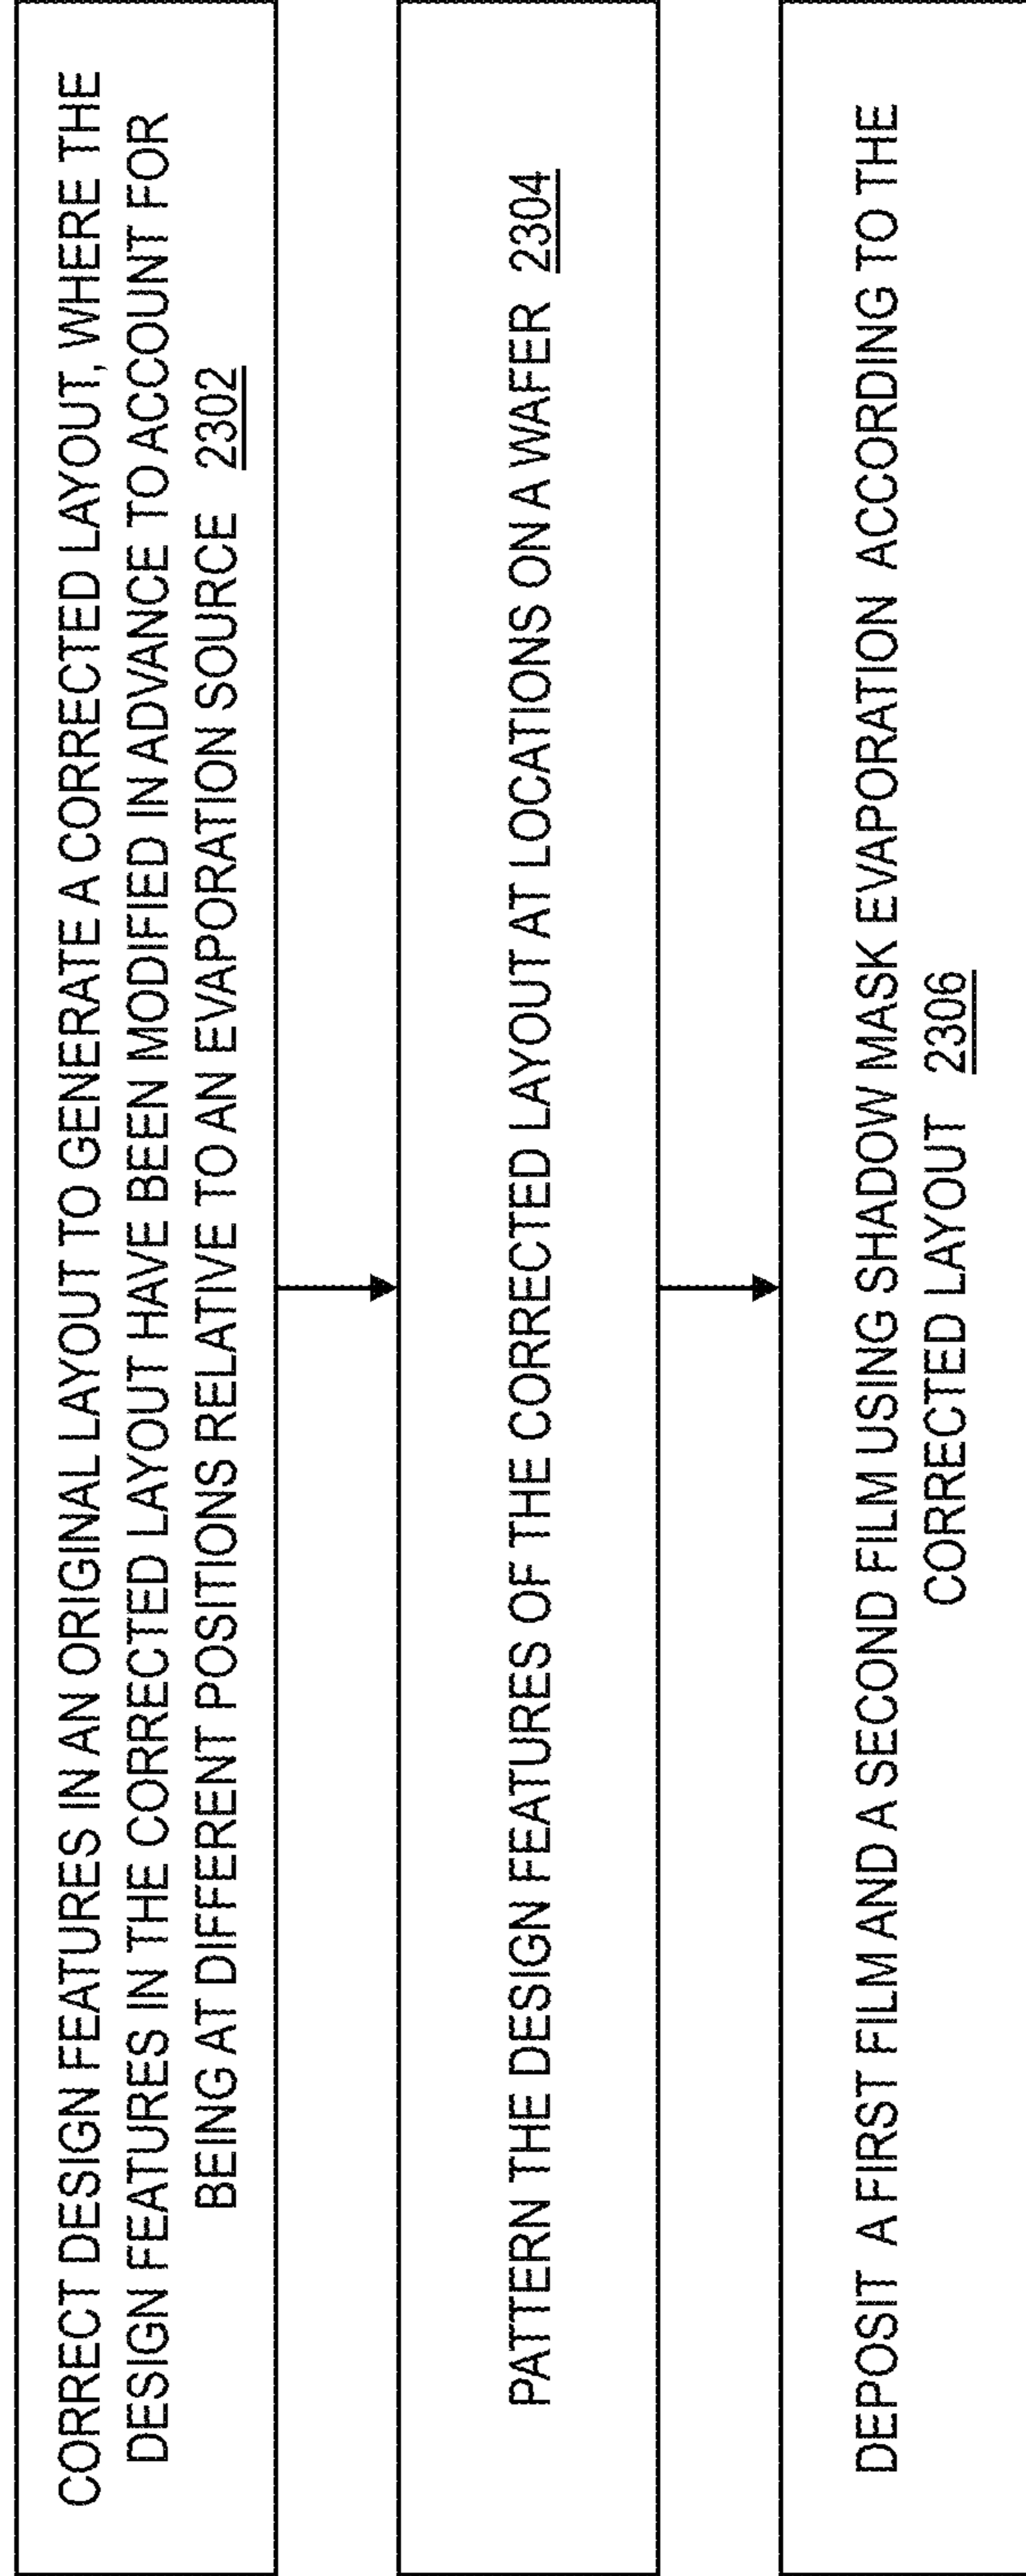 CORRECT DESIGN FEATURES IN AN ORIGINAL LAYOUT TO GENERATE A CORRECTED LAYOUT, WHERE THE
DESIGN FEATURES IN THE CORRECTED LAYOUT HAVE BEEN MODIFIED IN ADVANCE TO ACCOUNT FOR
BEING AT DIFFERENT POSITIONS RELATIVE TO AN EVAPORATION SOURCE 2302
PATTERN THE DESIGN FEATURES OF THE CORRECTED LAYOUT AT LOCATIONS ON A WAFER 2304
DEPOSIT A FIRST FILM AND A SECOND FILM USING SHADOW MASK EVAPORATION ACCORDING TO THE
CORRECTED LAYOUT 2306